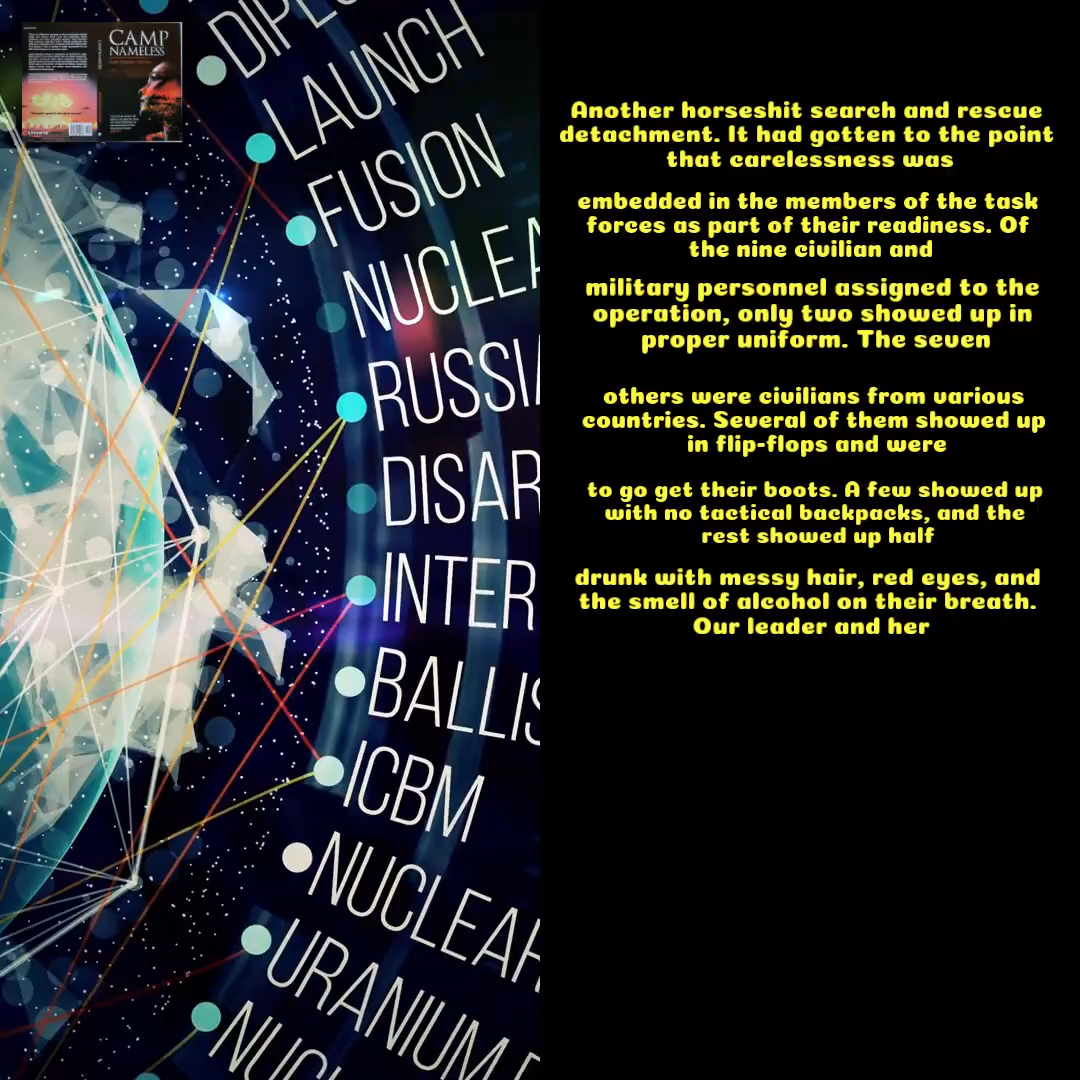 CAMP
NAMELESS
DIPL
LAUNCH
FUSION
NUCLEA
RUSSIA
DISAR
INTER
BALLIS
ICBM
NUCLEAR
URANIUM
NUC
Another horseshit search and rescue
detachment. It had gotten to the point
that carelessness was
embedded in the members of the task
forces as part of their readiness. Of
the nine civilian and
military personnel assigned to the
operation, only two showed up in
proper uniform. The seven
others were civilians from various
countries. Several of them showed up
in flip-flops and were
to go get their boots. A few showed up
with no tactical backpacks, and the
rest showed up half
drunk with messy hair, red eyes, and
the smell of alcohol on their breath.
Our leader and her